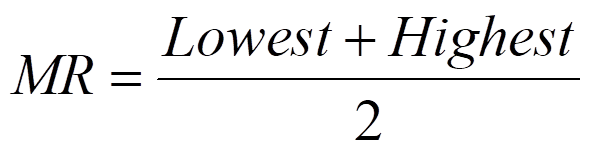 MR = (Lowest + Highest) / 2